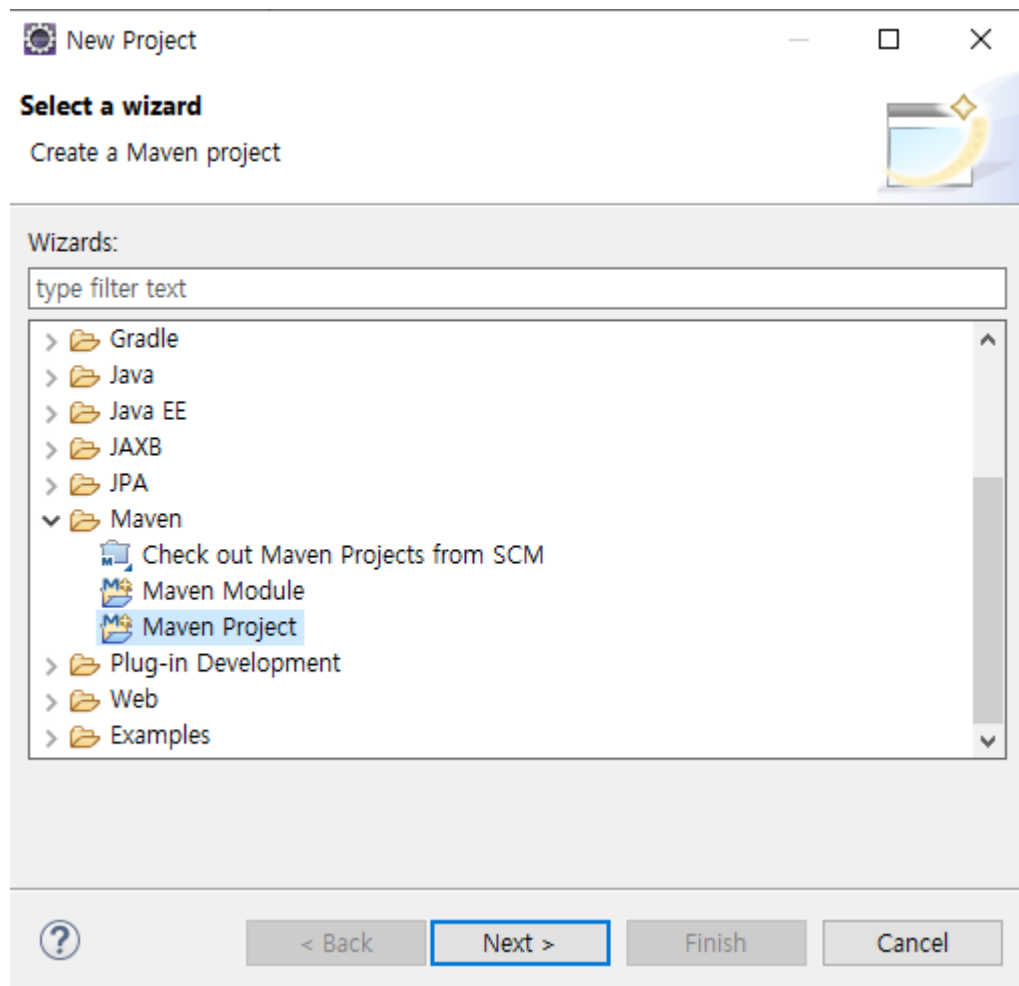 New Project
Select a wizard
Create a Maven project
Wizards:
type filter text
Gradle
Java
Java EE
JAXB
JPA
Maven
Check out Maven Projects from SCM
Maven Module
Maven Project
Plug-in Development
Web
Examples
< Back Next > Finish Cancel